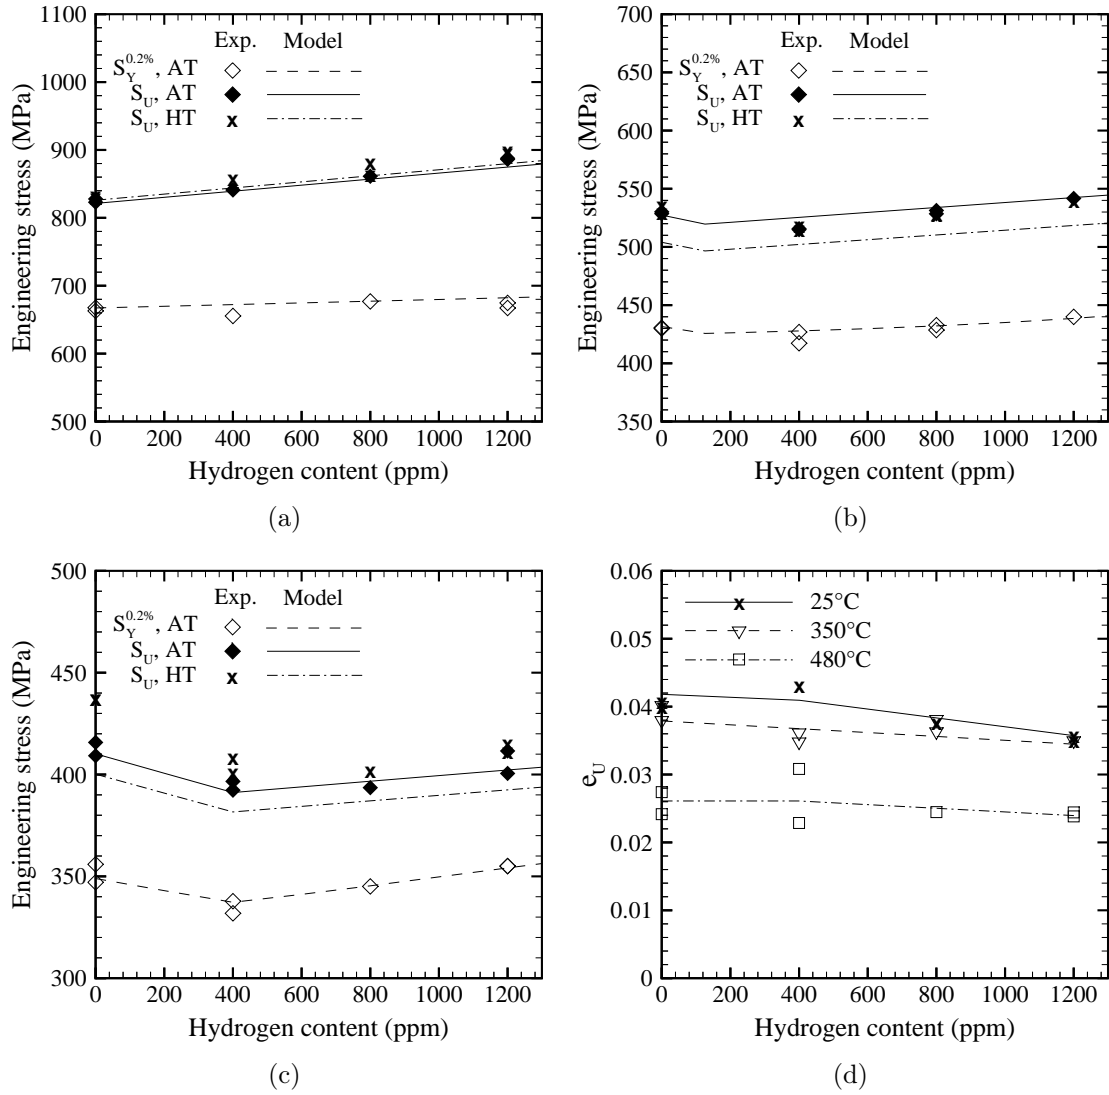 1100
1000
900
800
700
600
500
0 200 400 600 800 1000 1200
Engineering stress (MPa)
Hydrogen content (ppm)
Exp. Model
S_Y^0.2%, AT
S_U, AT
S_U, HT
(a)
700
650
600
550
500
450
400
350
0 200 400 600 800 1000 1200
Engineering stress (MPa)
Hydrogen content (ppm)
Exp. Model
S_Y^0.2%, AT
S_U, AT
S_U, HT
(b)
500
450
400
350
300
0 200 400 600 800 1000 1200
Engineering stress (MPa)
Hydrogen content (ppm)
Exp. Model
S_Y^0.2%, AT
S_U, AT
S_U, HT
(c)
0.06
0.05
0.04
0.03
0.02
0.01
0
0 200 400 600 800 1000 1200
e_U
Hydrogen content (ppm)
25°C
350°C
480°C
(d)